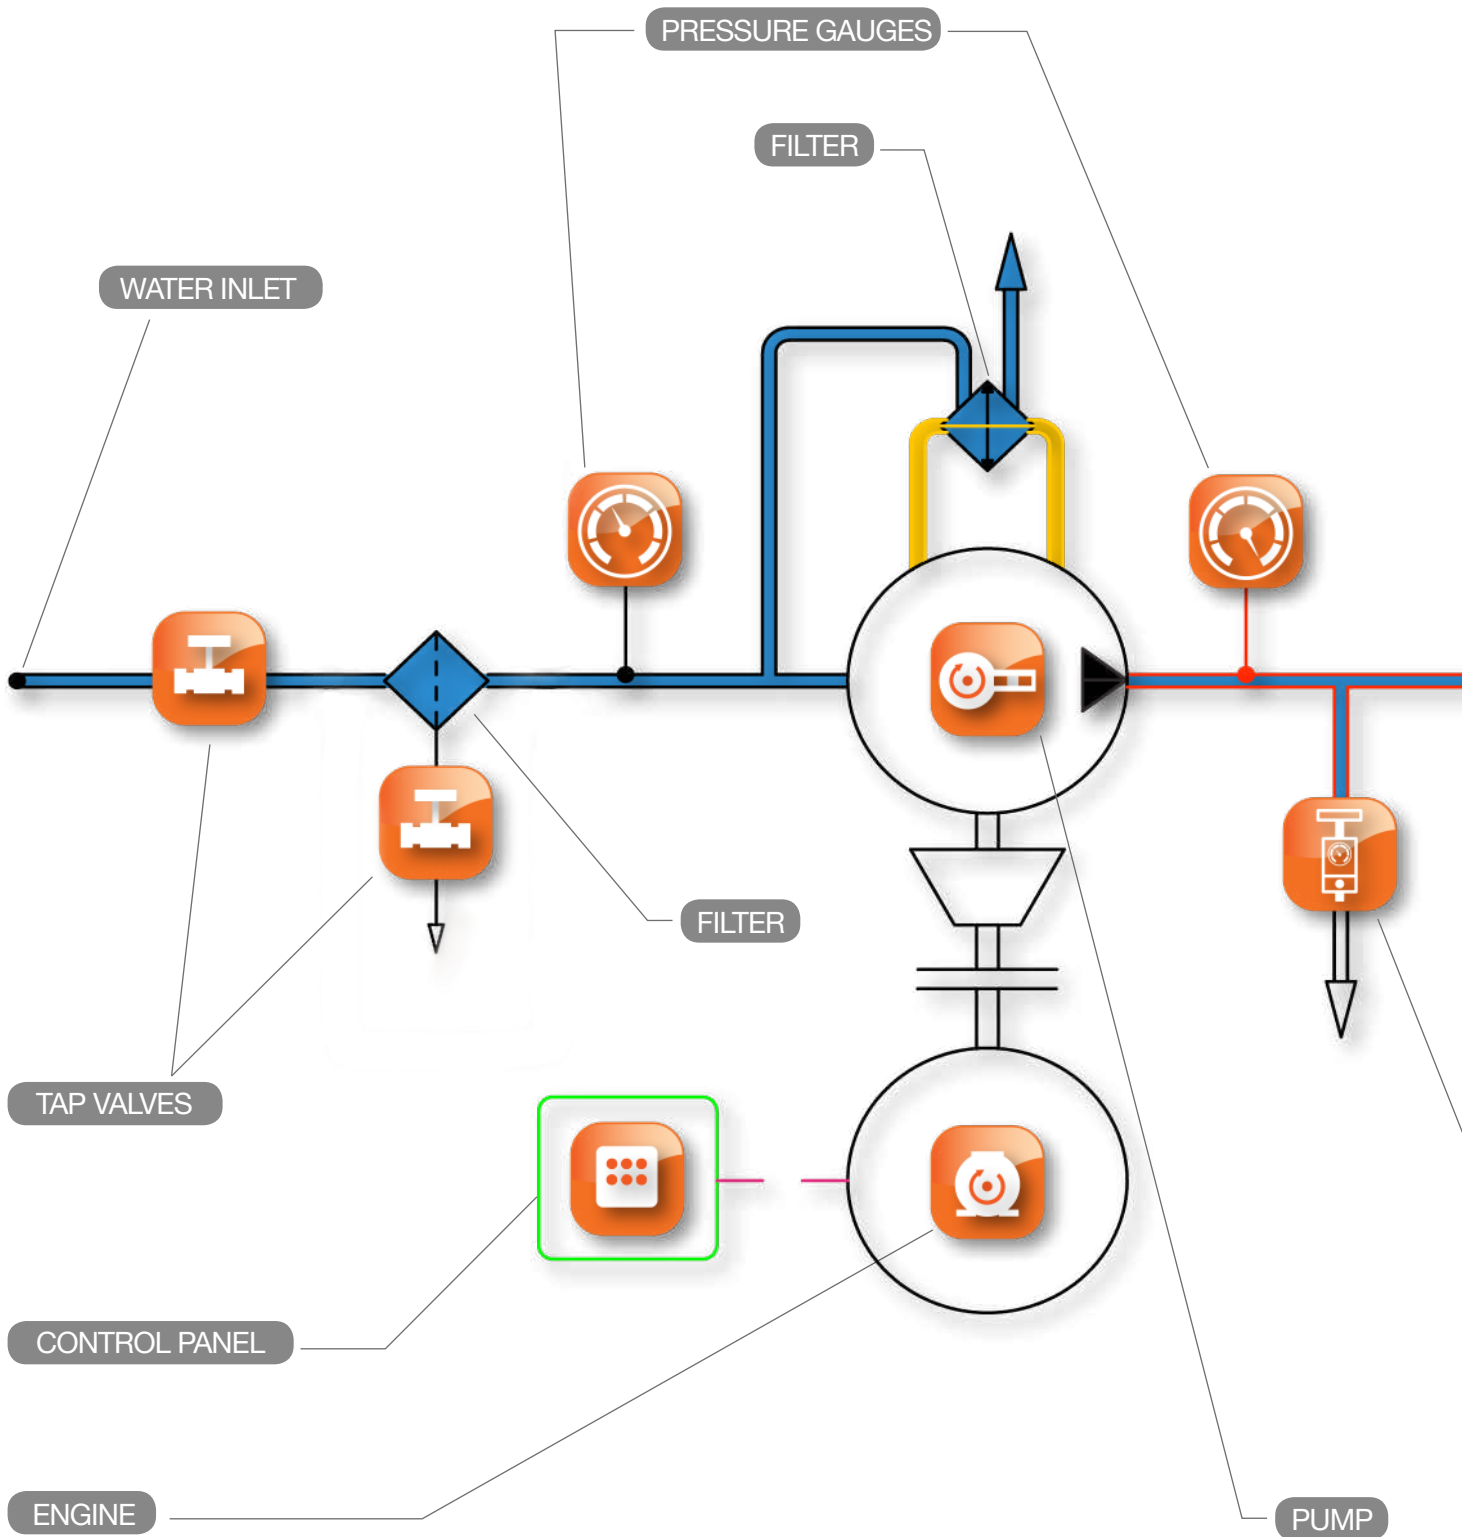 PRESSURE GAUGES
FILTER
WATER INLET
FILTER
TAP VALVES
CONTROL PANEL
ENGINE
PUMP